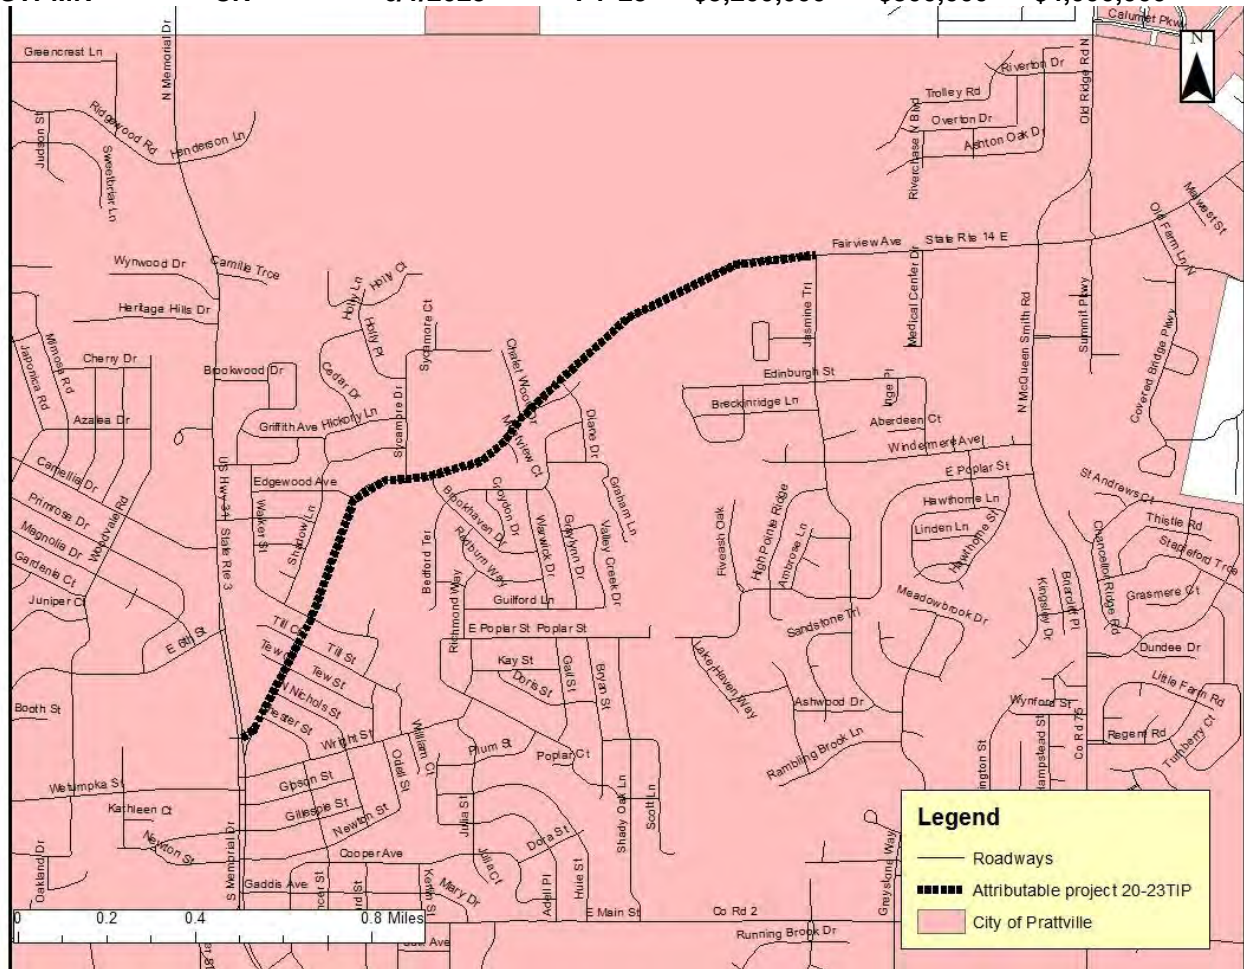 Calumet Pkwy
N
Greencrest Ln
N Memorial Dr
Riverton Dr
Old Ridge Rd N
Trolley Rd
Ridgewood Rd
Overton Dr
Judson St
Henderson Ln
Ashton Oak Dr
Riverchase N Blvd
Sweetbriar Ln
Malwest St
Old Farm Ln N
Fairview Ave
State Rte 14 E
Wynwood Dr
Camille Trce
Holly Ct
Holly Ln
Medical Center Dr
Jasmine Trl
Heritage Hills Dr
Summit Pkwy
N McQueen Smith Rd
Holly Pl
Sycamore Ct
Mimosa Rd
Japonica Rd
Cherry Dr
Chalet Wood Dr
Covered Bridge Pkwy
Brookwood Dr
Cedar Dr
Edinburgh St
Inge Pl
Breckinridge Ln
Azalea Dr
Griffith Ave
Hickory Ln
Sycamore Dr
Diane Dr
Aberdeen Ct
Windermere Ave
Camellia Dr
US Hwy 31
State Rte 3
Edgewood Ave
E Poplar St
St Andrews Ct
Primrose Dr
Woodvale Rd
Walker St
Shadow Ln
Brookhaven Dr
Croydon Dr
Graham Ln
High Pointe Ridge
Hawthorne Ln
Thistle Rd
Magnolia Dr
Warwick Dr
Graylynn Dr
Valley Creek Dr
Fiveash Oak
Ambrose Ln
Linden Ln
Hawthorne St
Chancellor Ridge Rd
Stapleford Trce
Gardenia Ct
Bedford Ter
Radburn Way
Juniper Ct
Richmond Way
Guilford Ln
Meadowbrook Dr
Kingsley Dr
Briarcliff Pl
Grasmere Ct
E 6th St
Till St
E Poplar St
Poplar St
Sandstone Trl
Dundee Dr
Tew St
Kay St
Gail St
Bryan St
Lake Haven Way
Doris St
Little Farm Rd
Booth St
N Nichols St
Ashwood Dr
Wynford St
Wright St
William Ct
Plum St
Poplar Ct
Rambling Brook Ln
Co Rd 75
Regent Rd
Turnberry Ct
Wetumpka St
Gipson St
Odell St
Hampstead St
Kathleen Ct
Gillespie St
Newton St
Julia St
Shady Oak Ln
Scott Ln
Legend
Newton St
S Memorial Dr
Dora St
Roadways
Oakland Dr
Cooper Ave
Julia Ct
Huie St
Greystone Way
Gaddis Ave
Mary Dr
Adell Pl
Attributable project 20-23TIP
0 0.2 0.4 0.8 Miles
E Main St
Co Rd 2
City of Prattville
Running Brook Dr